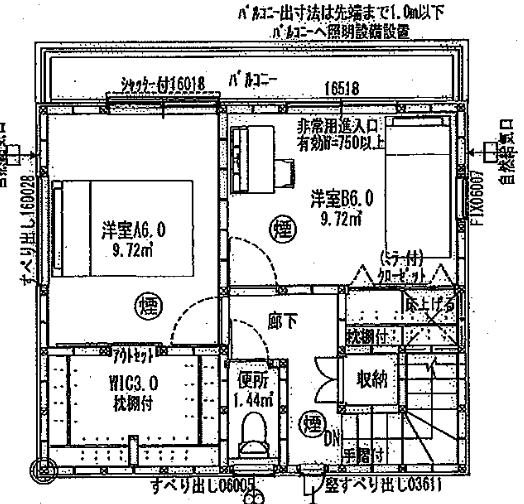 バルコニー出寸法は先端まで1.0m以下
バルコニーへ照明設備設置
シャッター付16018
バルコニー
16518
非常用進入口
有効W=750以上
自然給気口
すべり出し160028
FIX06007
洋室A6.0
9.72㎡
洋室B6.0
9.72㎡
煙
煙
(ミラー付)
クローゼット
床上げる
廊下
枕棚付
アウトセット
WIC3.0
枕棚付
便所
1.44㎡
収納
煙
DN
手摺付
すべり出し06005
竪すべり出し03611